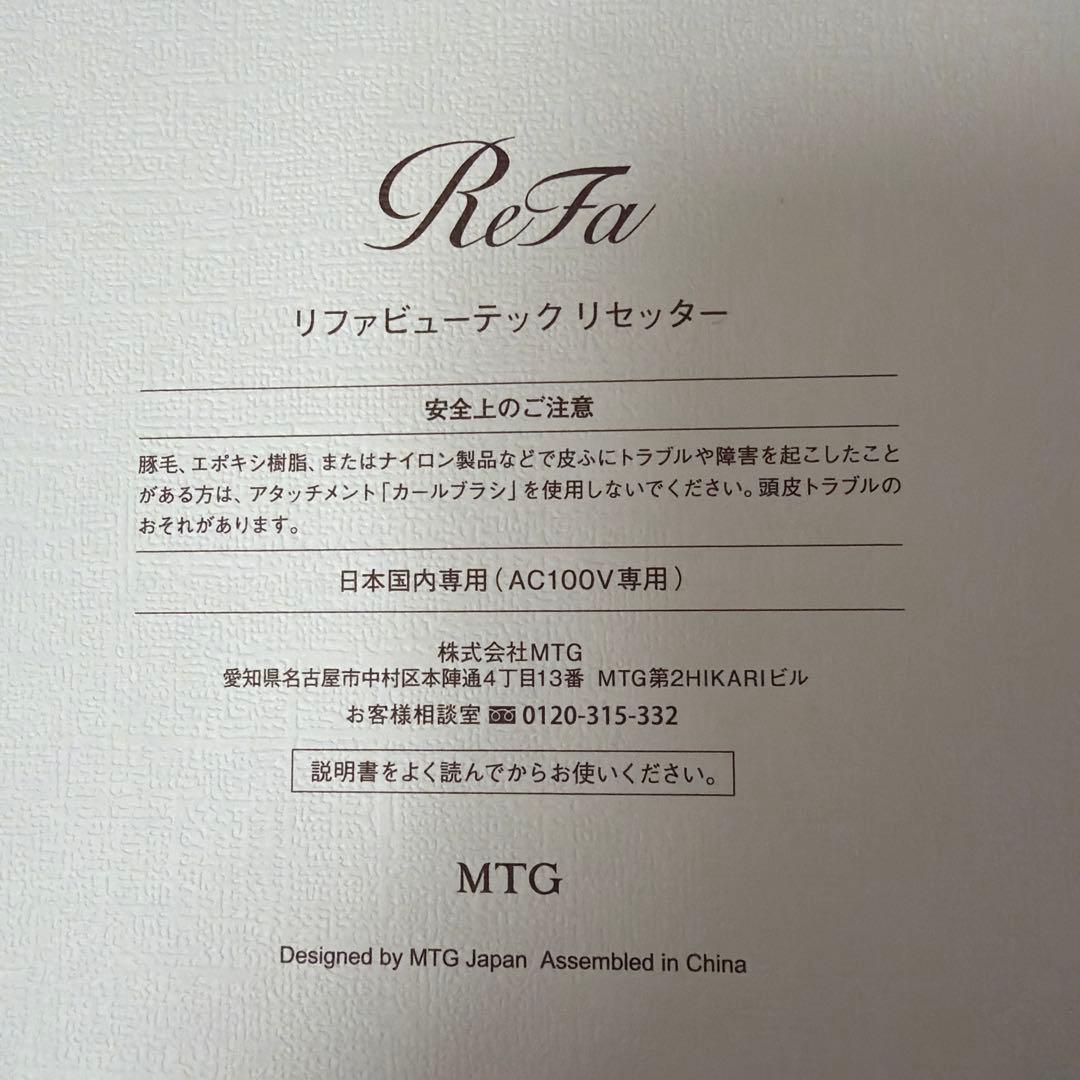 ReFa
リファビューテック リセッター
安全上のご注意
豚毛、エポキシ樹脂、またはナイロン製品などで皮ふにトラブルや障害を起こしたこと
がある方は、アタッチメント「カールブラシ」を使用しないでください。頭皮トラブルの
おそれがあります。
日本国内専用（AC100V専用）
株式会社MTG
愛知県名古屋市中村区本陣通4丁目13番 MTG第2HIKARIビル
お客様相談室 0120-315-332
説明書をよく読んでからお使いください。
MTG
Designed by MTG Japan Assembled in China